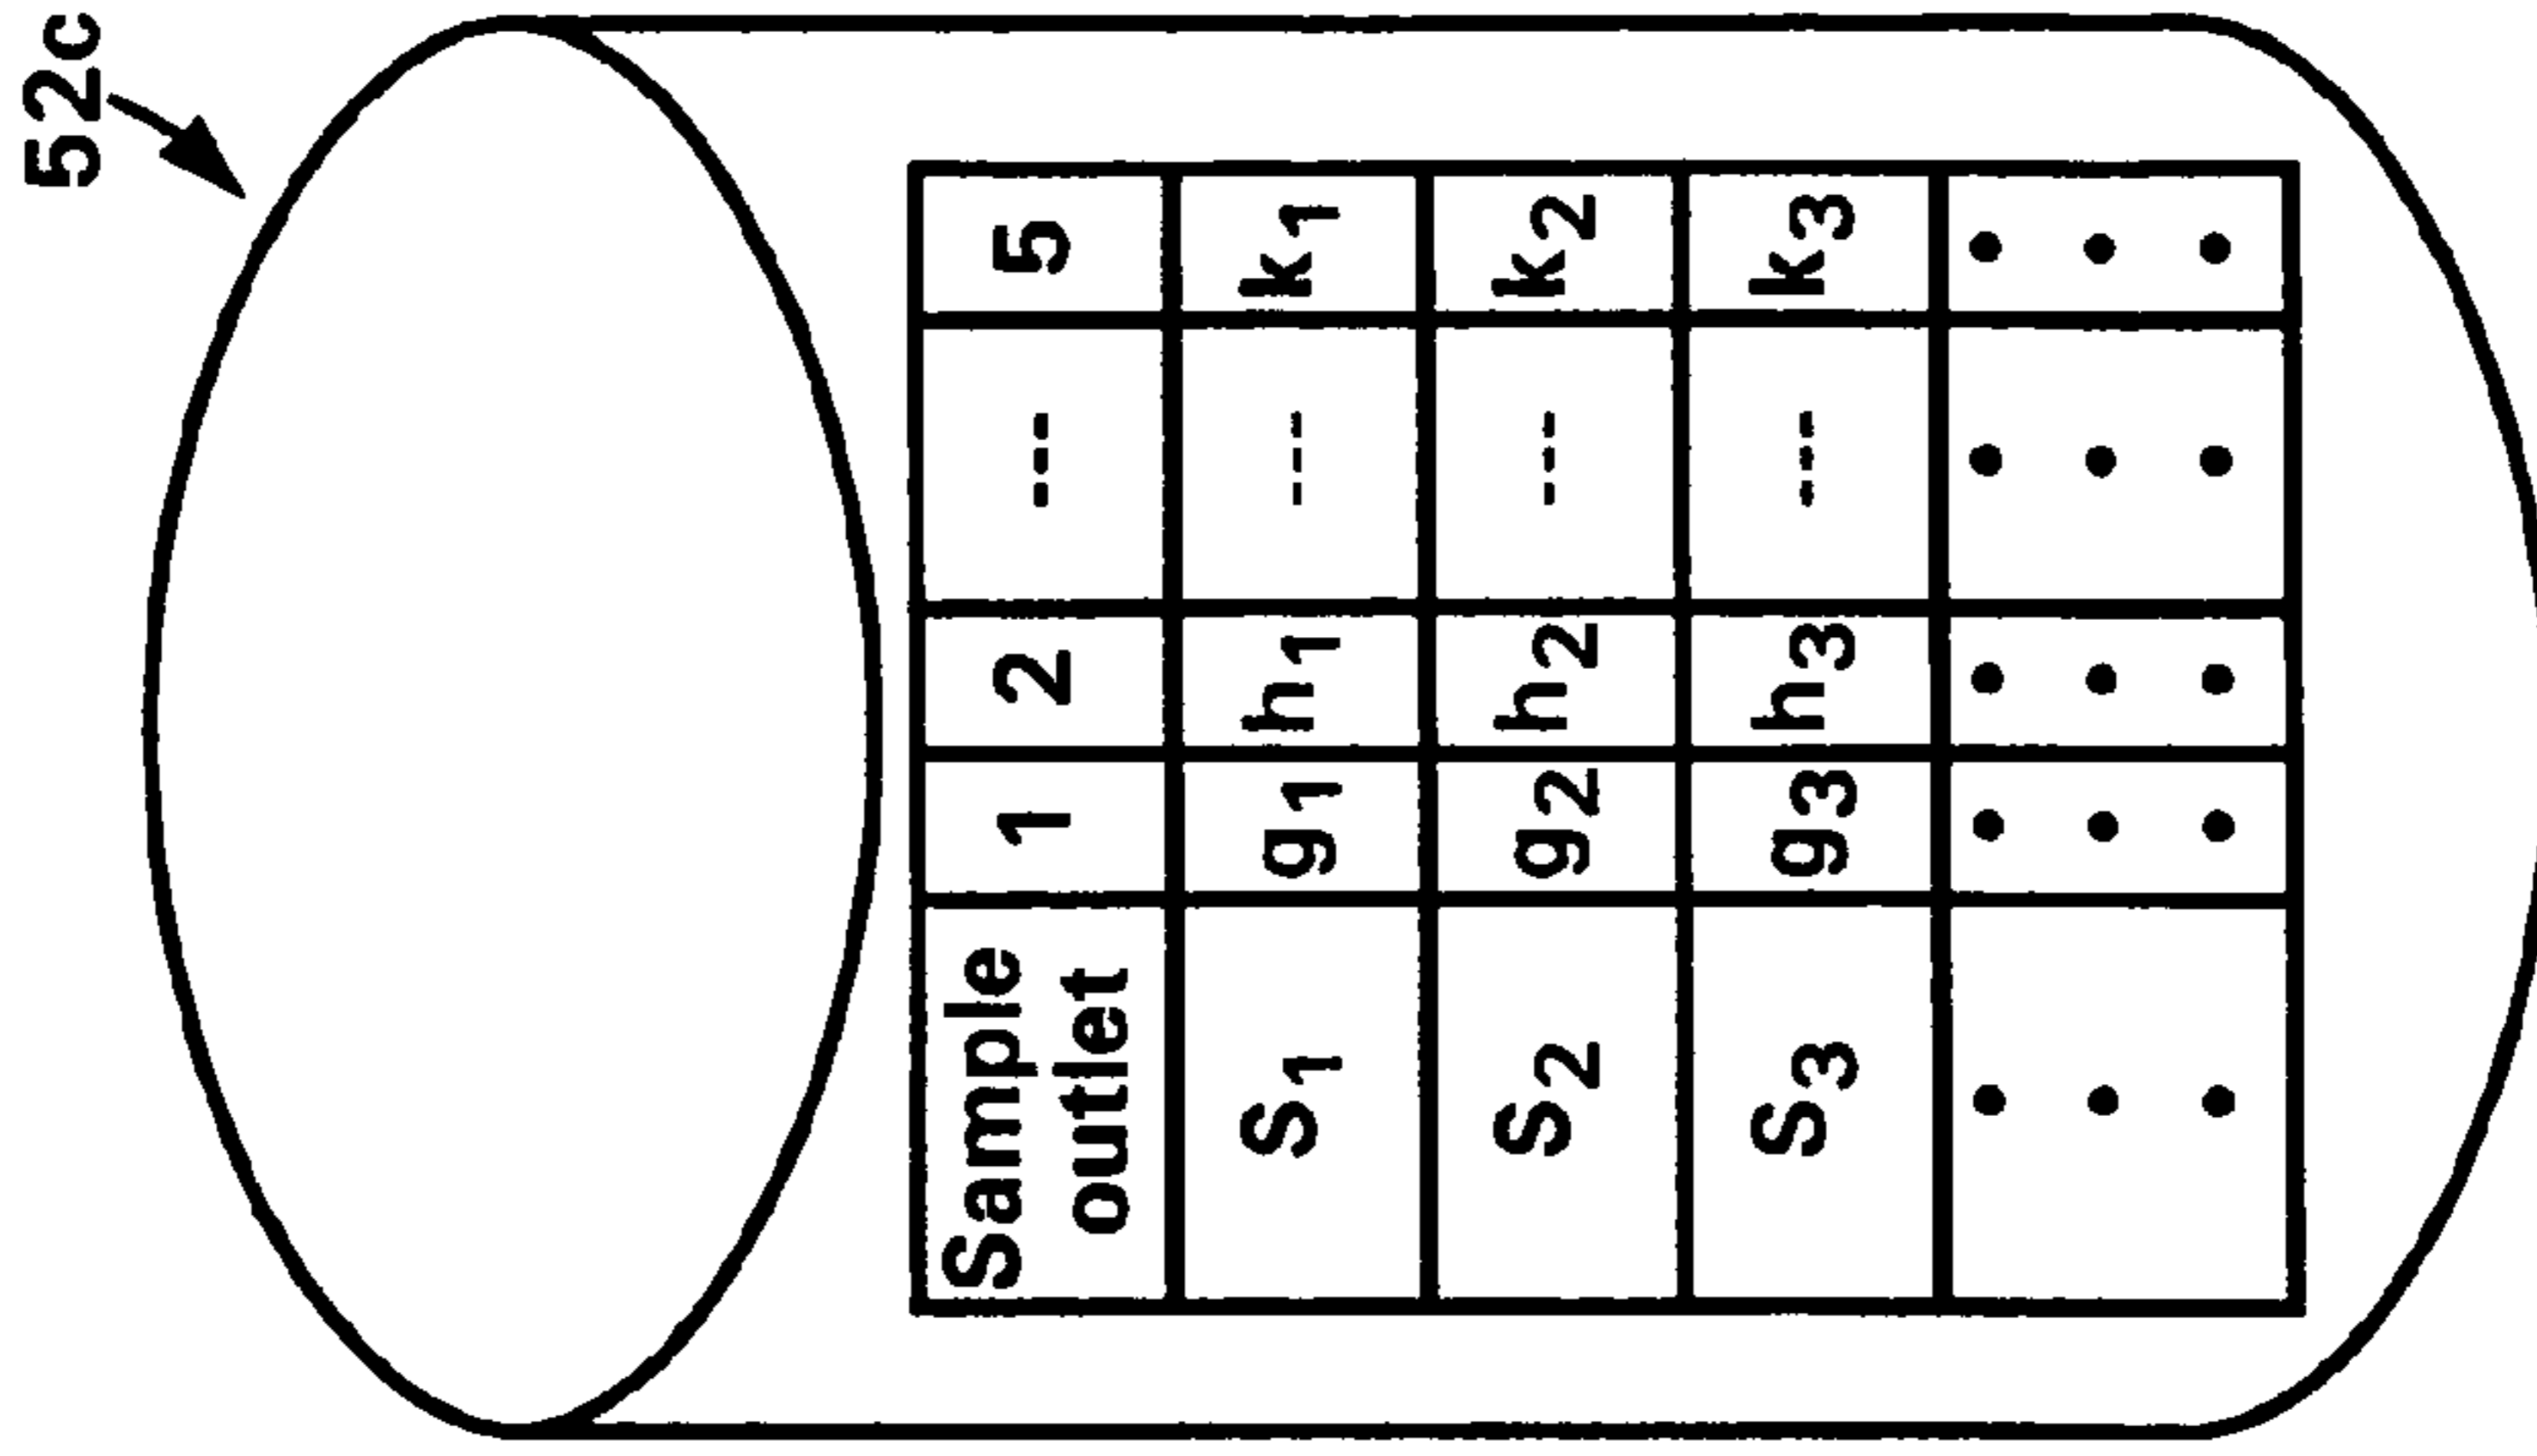 52c
Sample outlet 1 2 --- 5
S1 g1 h1 --- k1
S2 g2 h2 --- k2
S3 g3 h3 --- k3